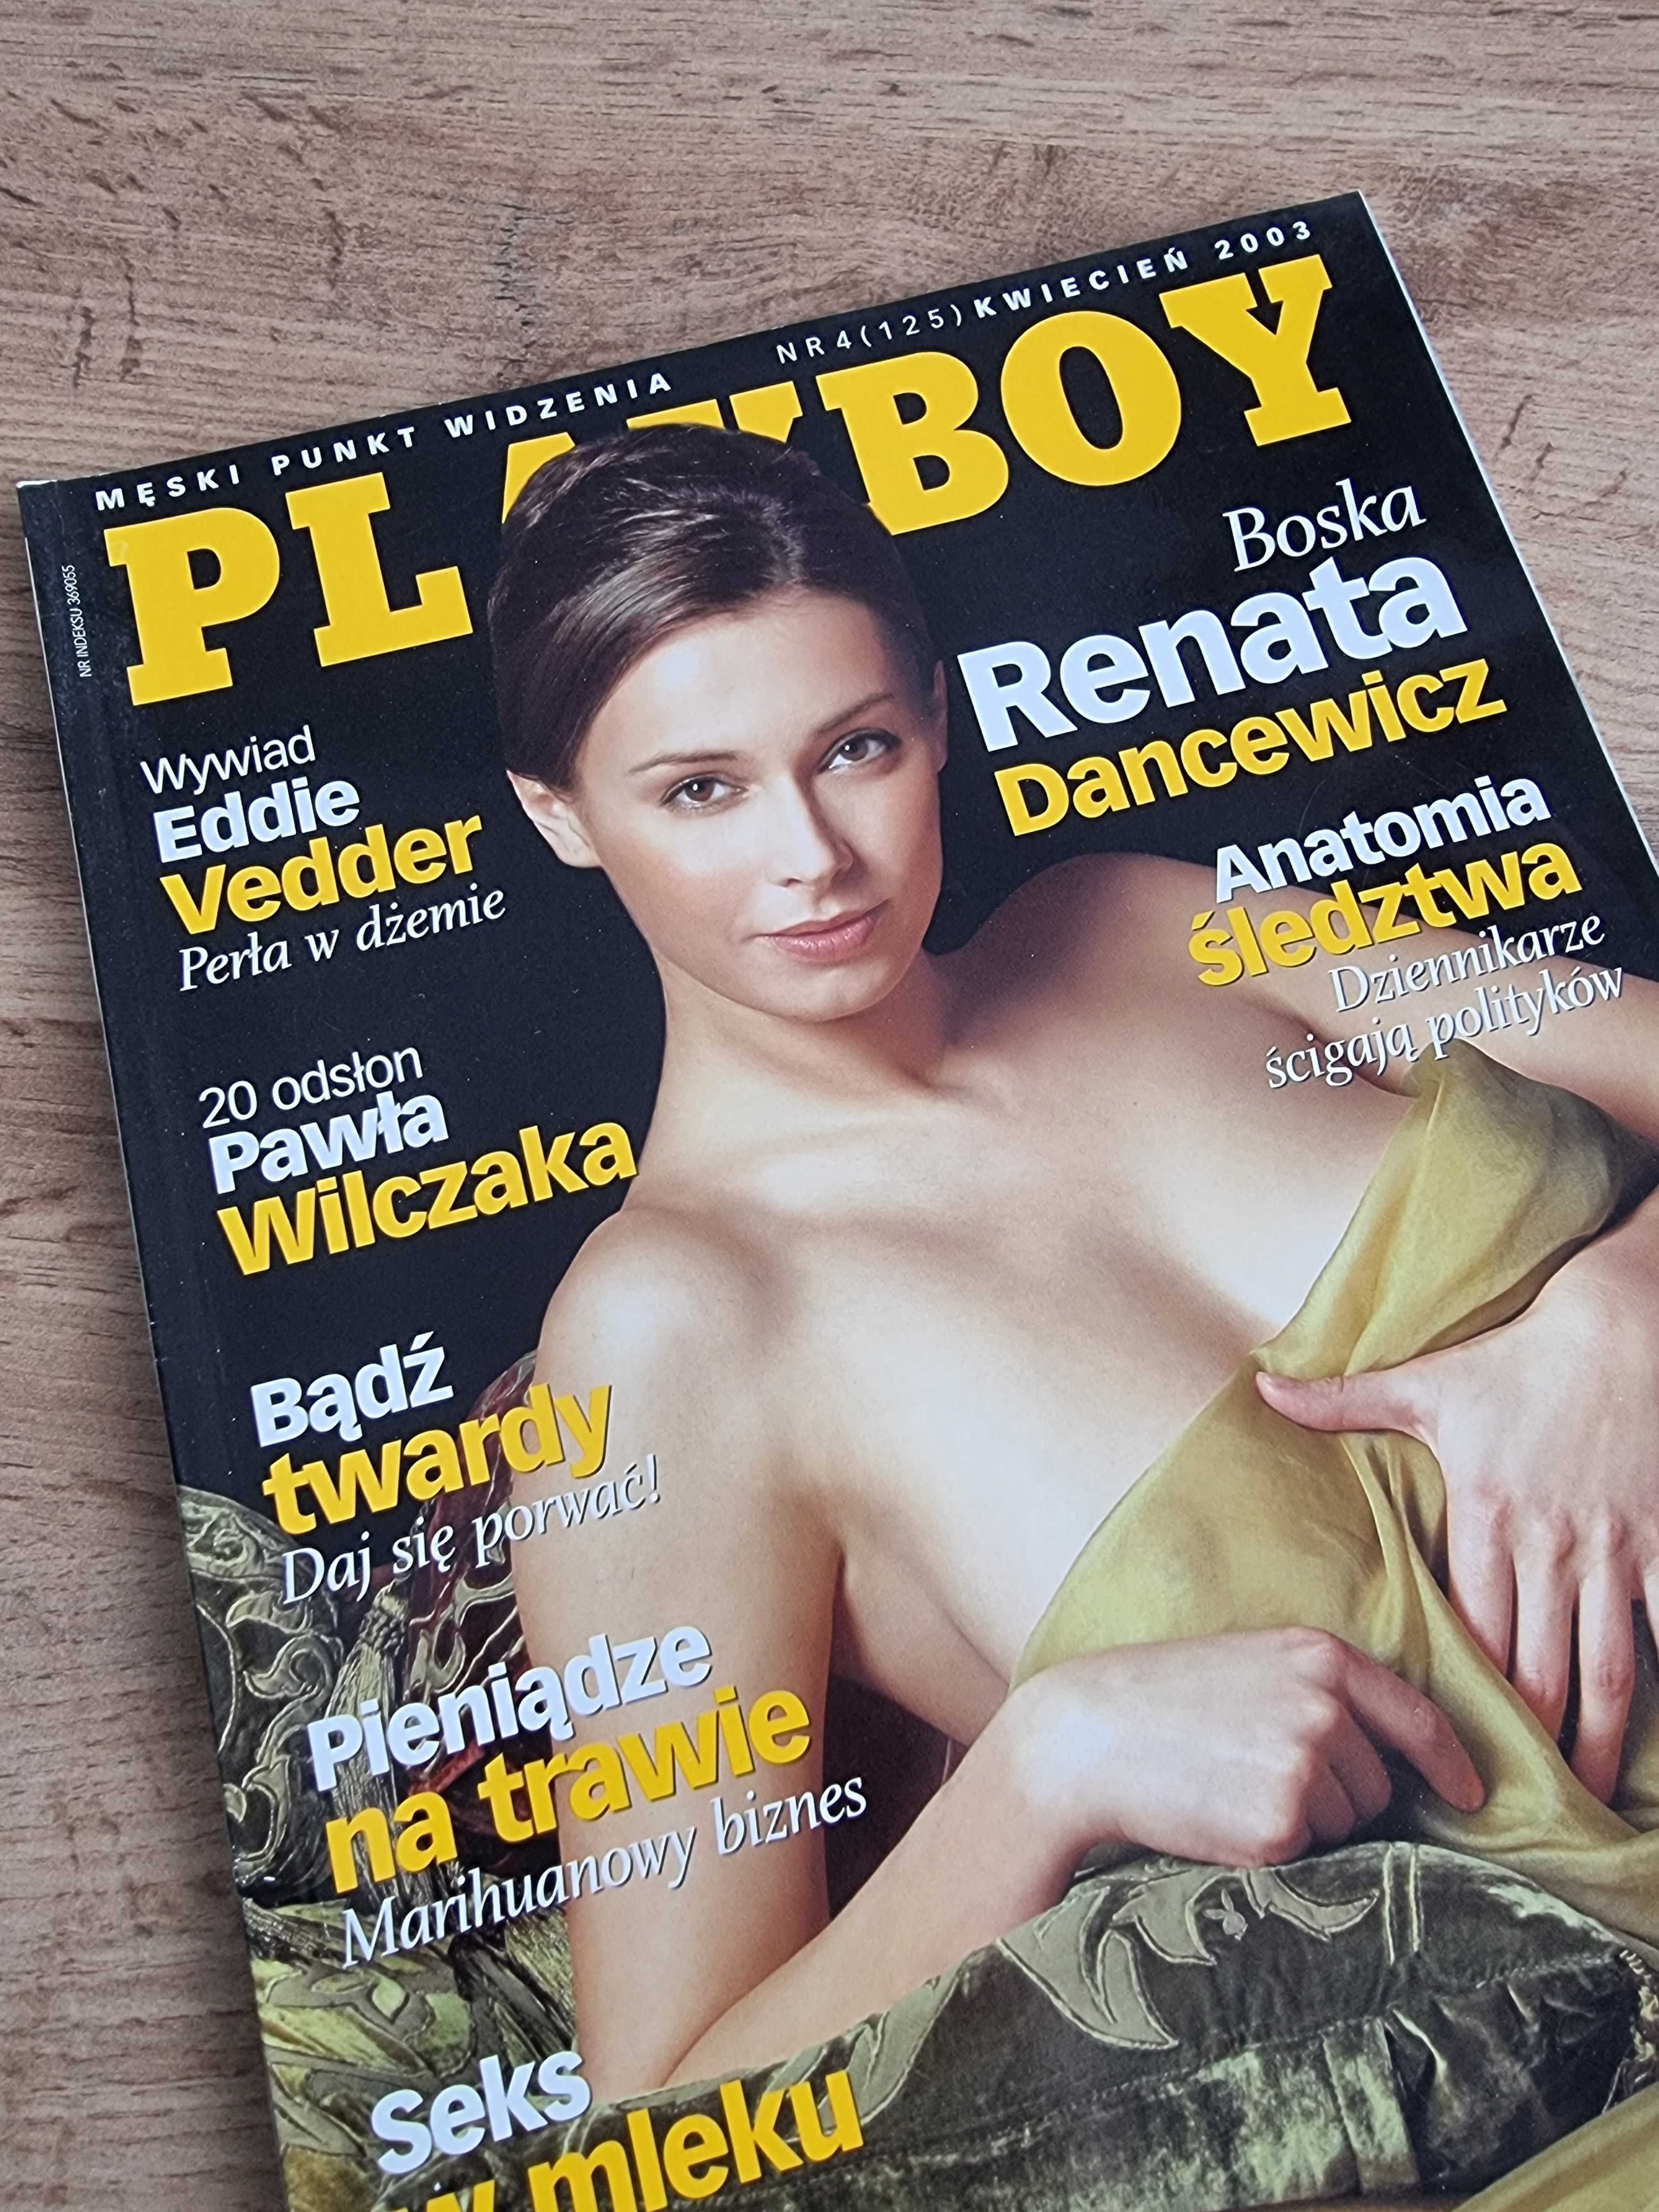 MĘSKI PUNKT WIDZENIA NR 4(125) KWIECIEŃ 2003
PLAYBOY
NR INDEKSU 369055
Boska
Renata
Dancewicz
Anatomia
śledztwa
Dziennikarze
ścigają polityków
Wywiad
Eddie
Vedder
Perła w dżemie
20 odsłon
Pawła
Wilczaka
Bądź
twardy
Daj się porwać!
Pieniądze
na trawie
Marihuanowy biznes
Seks
w mleku